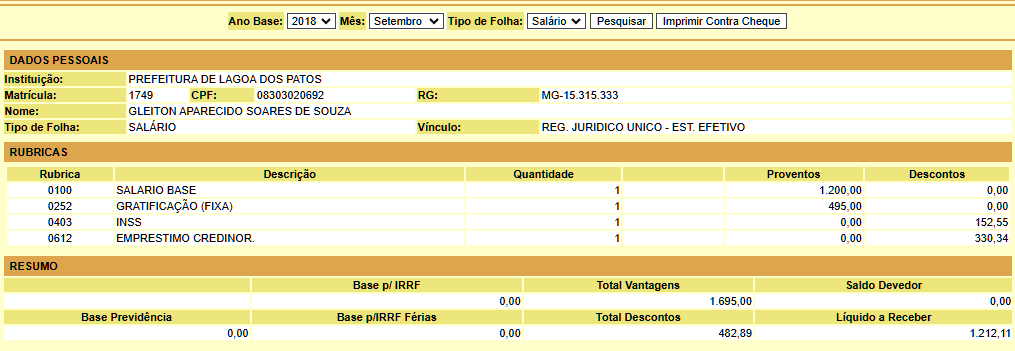 Ano Base: 2018 Mês: Setembro Tipo de Folha: Salário Pesquisar Imprimir Contra Cheque
DADOS PESSOAIS
Instituição: PREFEITURA DE LAGOA DOS PATOS
Matrícula: 1749 CPF: 08303020692 RG: MG-15.315.333
Nome: GLEITON APARECIDO SOARES DE SOUZA
Tipo de Folha: SALÁRIO Vínculo: REG. JURIDICO UNICO - EST. EFETIVO
RUBRICAS
Rubrica Descrição Quantidade Proventos Descontos
0100 SALARIO BASE 1 1.200,00 0,00
0252 GRATIFICAÇÃO (FIXA) 1 495,00 0,00
0403 INSS 1 0,00 152,55
0612 EMPRESTIMO CREDINOR. 1 0,00 330,34
RESUMO
Base p/ IRRF Total Vantagens Saldo Devedor
0,00 1.695,00 0,00
Base Previdência Base p/IRRF Férias Total Descontos Líquido a Receber
0,00 0,00 482,89 1.212,11